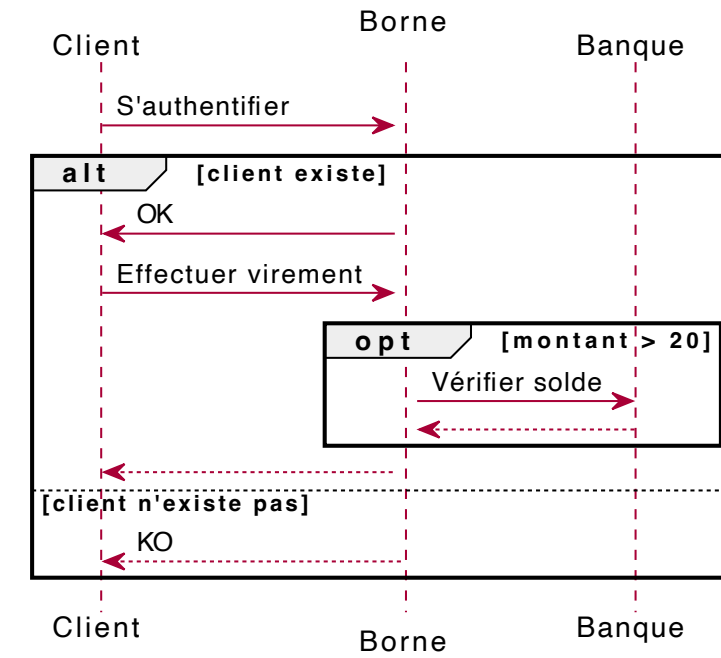 Borne
Client
Banque
S'authentifier
alt [client existe]
OK
Effectuer virement
opt [montant > 20]
Vérifier solde
[client n'existe pas]
KO
Client
Borne
Banque